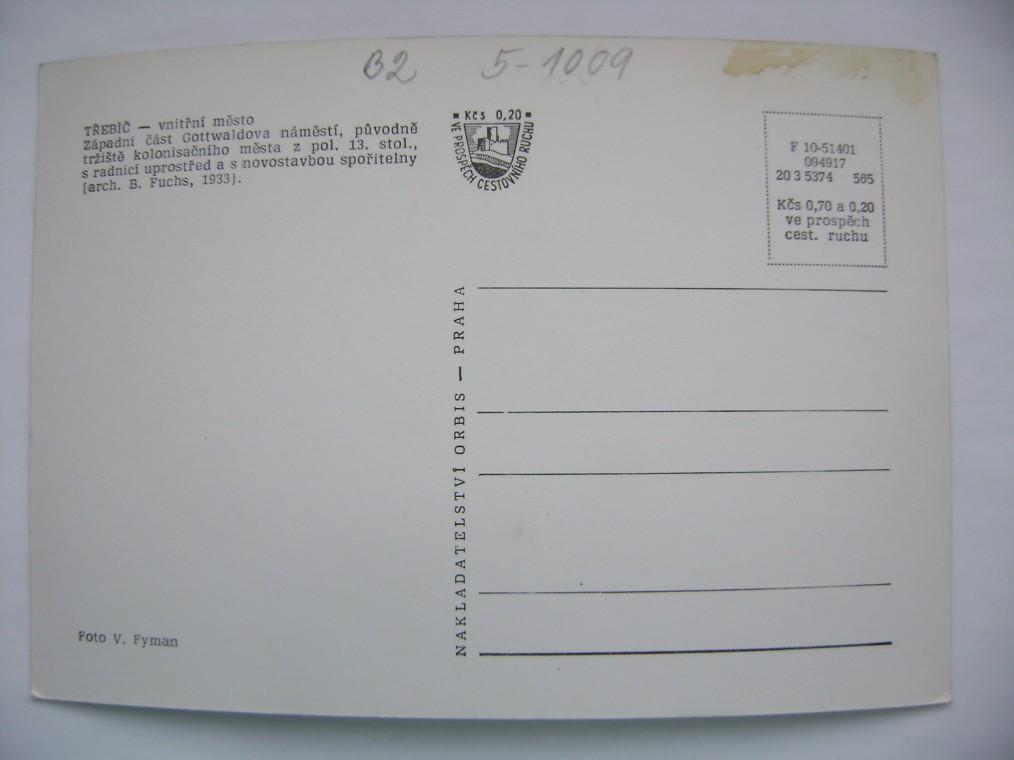 B2 5-1009
TŘEBÍČ — vnitřní město
Západní část Gottwaldova náměstí, původně
tržiště kolonisačního města z pol. 13. stol.,
s radnicí uprostřed a s novostavbou spořitelny
(arch. B. Fuchs, 1933).
Kčs 0,20
VE PROSPĚCH CESTOVNÍHO RUCHU
F 10-51401
094917
20 3 5374 565
Kčs 0,70 a 0,20
ve prospěch
cest. ruchu
NAKLADATELSTVÍ ORBIS — PRAHA
Foto V. Fyman